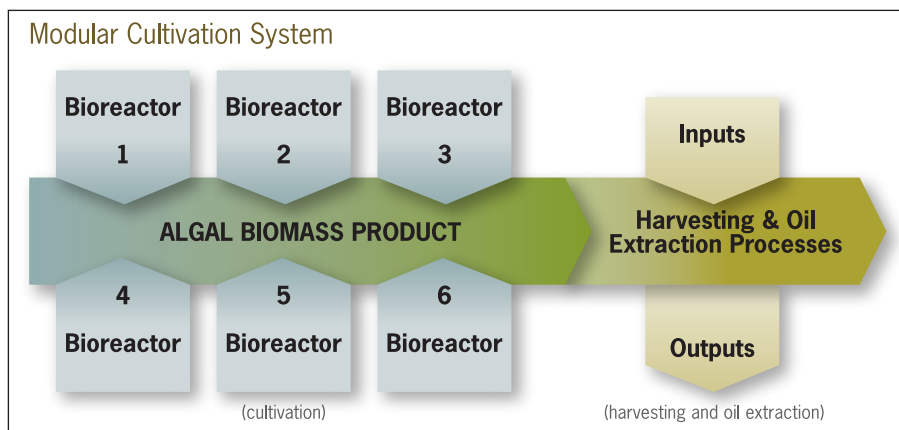 Modular Cultivation System
Bioreactor
1
Bioreactor
2
Bioreactor
3
Inputs
ALGAL BIOMASS PRODUCT
Harvesting & Oil
Extraction Processes
4
Bioreactor
5
Bioreactor
6
Bioreactor
Outputs
(cultivation)
(harvesting and oil extraction)